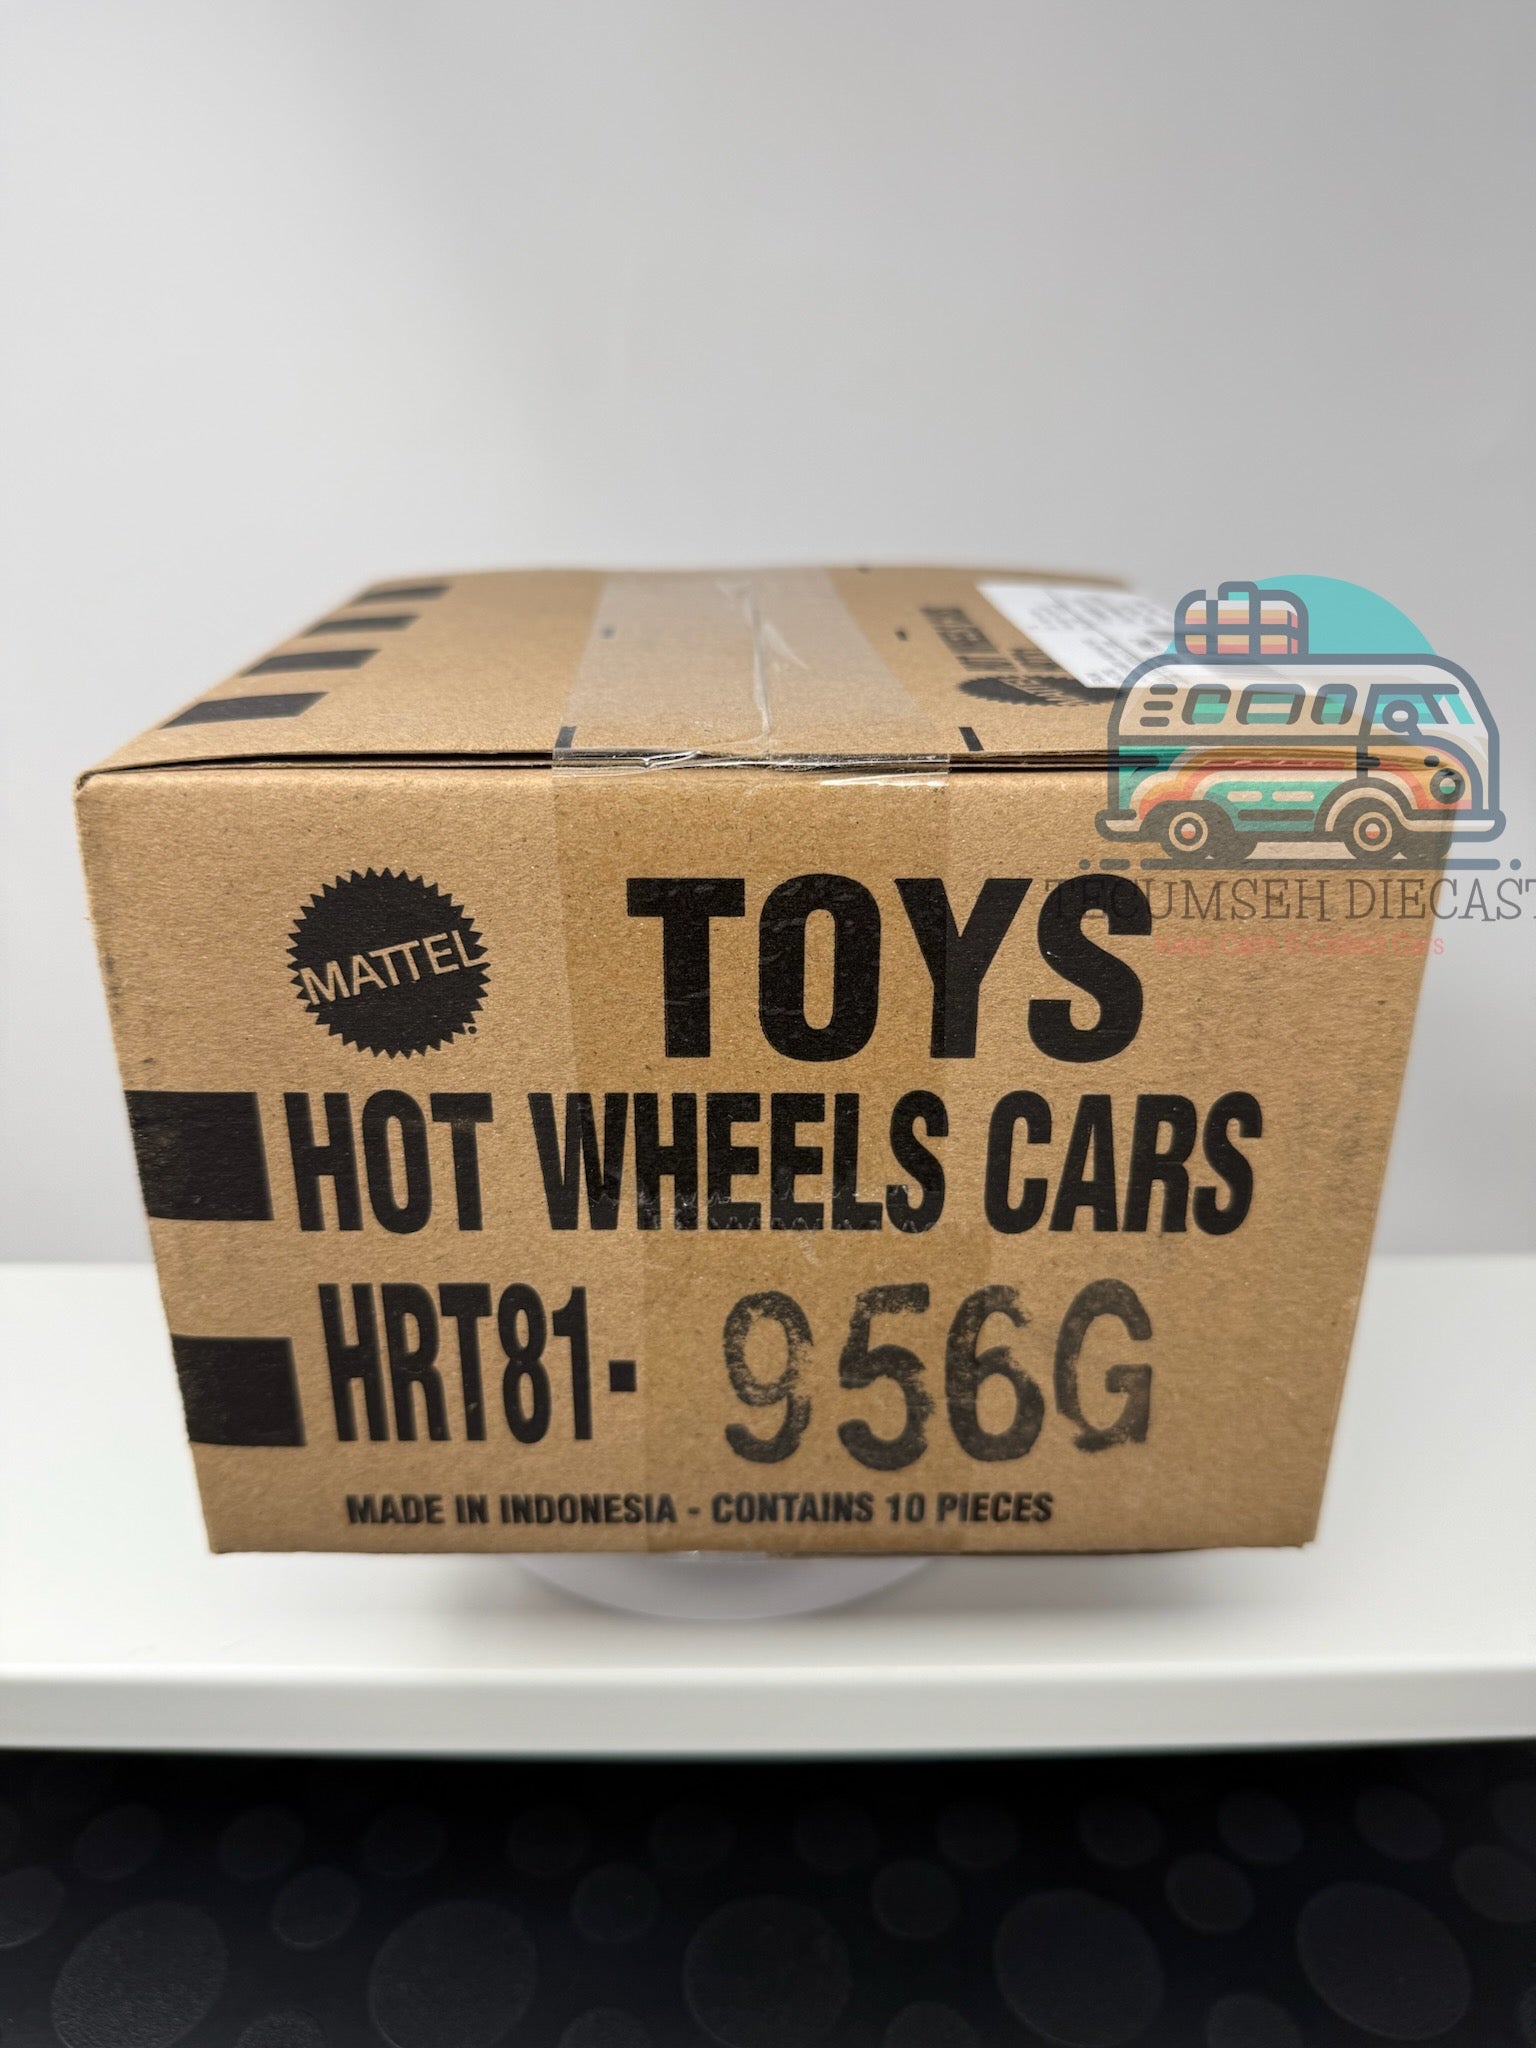 MATTEL
TOYS
HOT WHEELS CARS
HRT81- 956G
MADE IN INDONESIA - CONTAINS 10 PIECES
TECUMSEH DIECAST